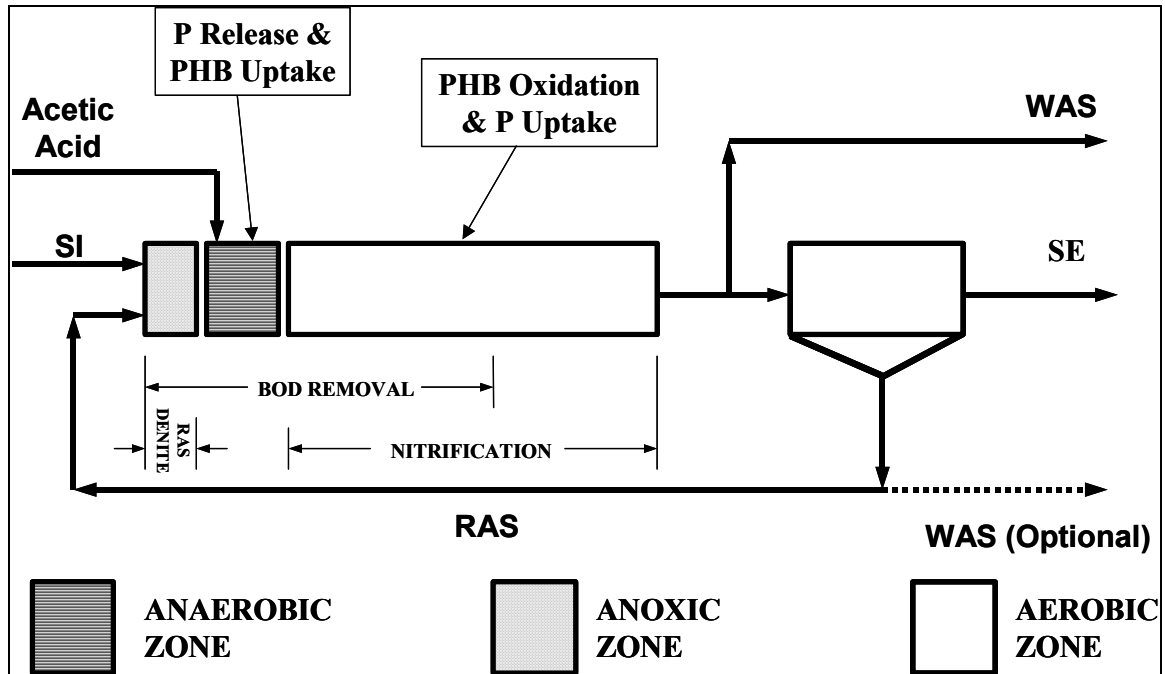 P Release &
PHB Uptake
PHB Oxidation
& P Uptake
Acetic
Acid
WAS
SI
SE
BOD REMOVAL
RAS
DENITE
NITRIFICATION
RAS
WAS (Optional)
ANAEROBIC
ZONE
ANOXIC
ZONE
AEROBIC
ZONE